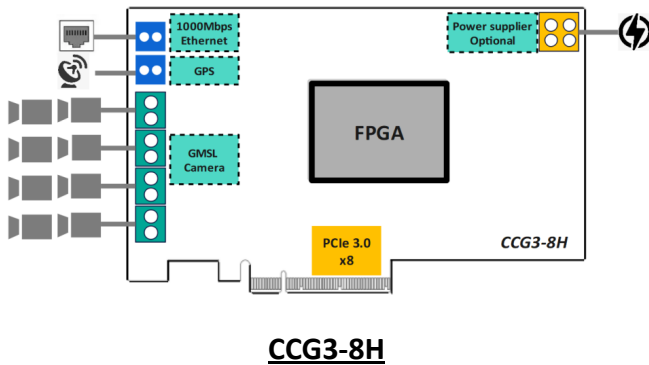 1000Mbps
Ethernet
Power supplier
Optional
GPS
FPGA
GMSL
Camera
PCIe 3.0
x8
CCG3-8H
CCG3-8H